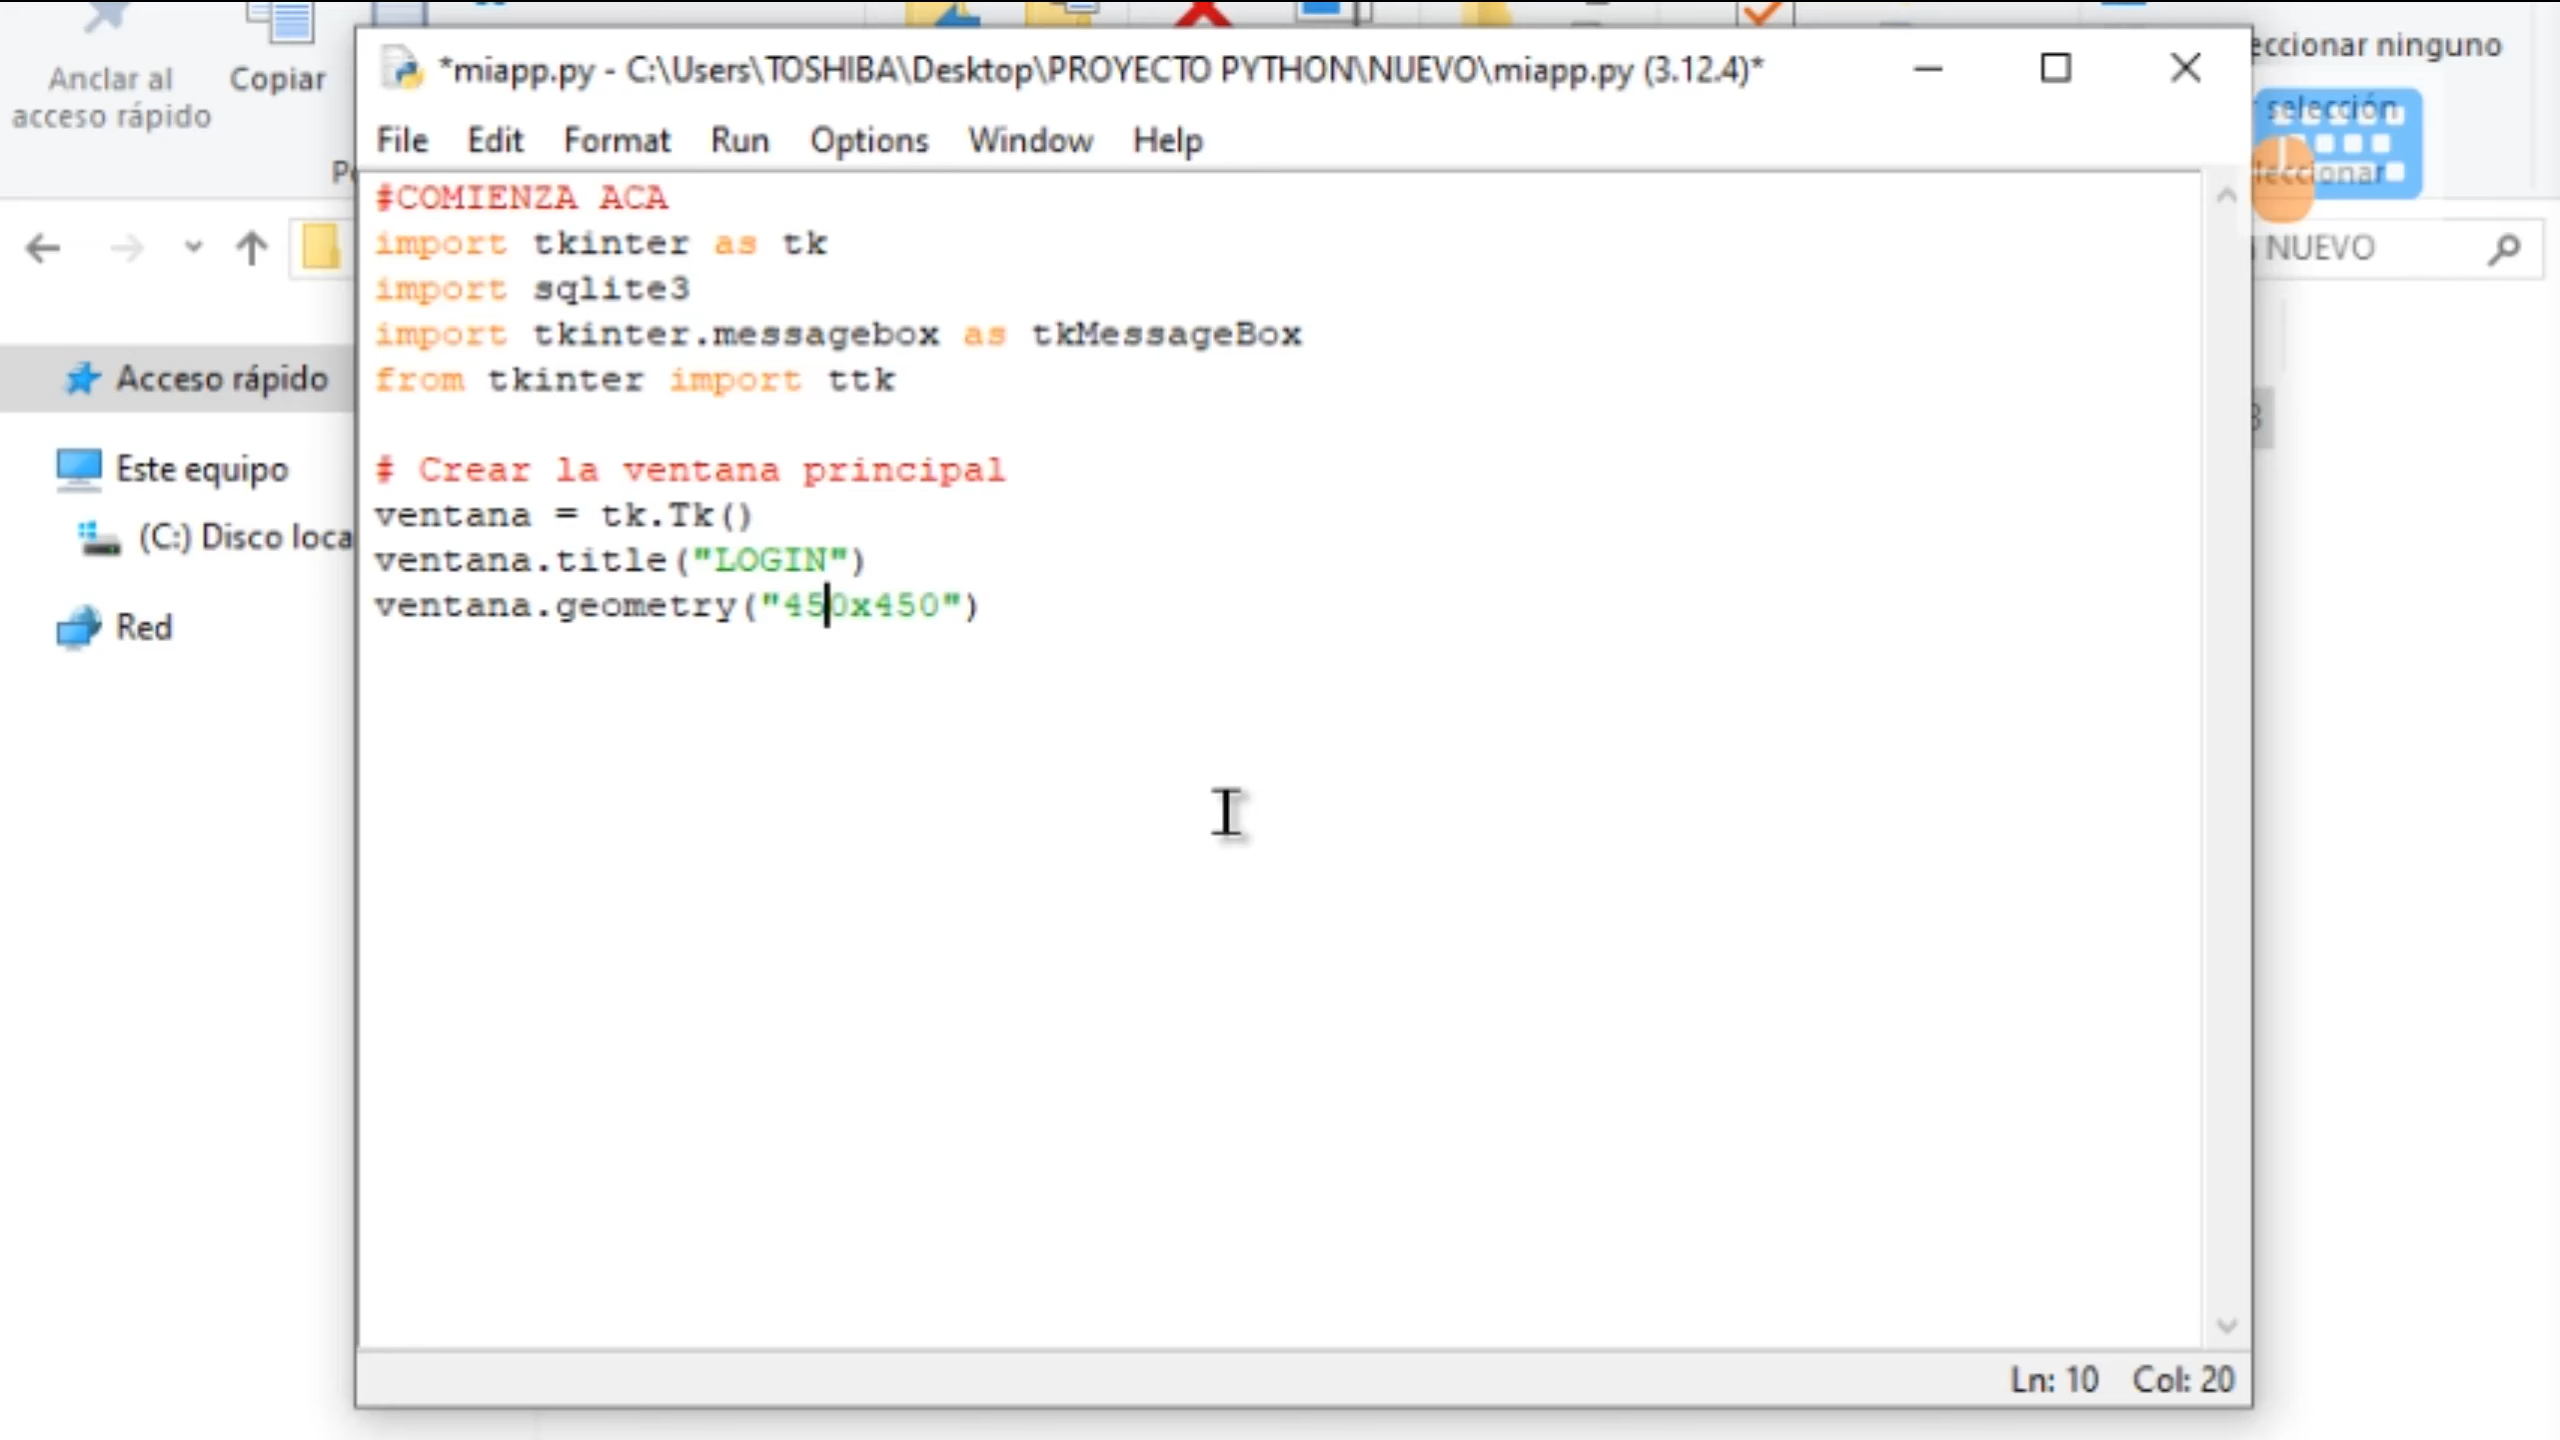 eccionar ninguno
Anclar al
acceso rápido
Copiar
selección
leccionar
NUEVO
Acceso rápido
Este equipo
(C:) Disco loca
Red
*miapp.py - C:\Users\TOSHIBA\Desktop\PROYECTO PYTHON\NUEVO\miapp.py (3.12.4)*
File Edit Format Run Options Window Help
#COMIENZA ACA
import tkinter as tk
import sqlite3
import tkinter.messagebox as tkMessageBox
from tkinter import ttk
# Crear la ventana principal
ventana = tk.Tk()
ventana.title("LOGIN")
ventana.geometry("450x450")
Ln: 10 Col: 20